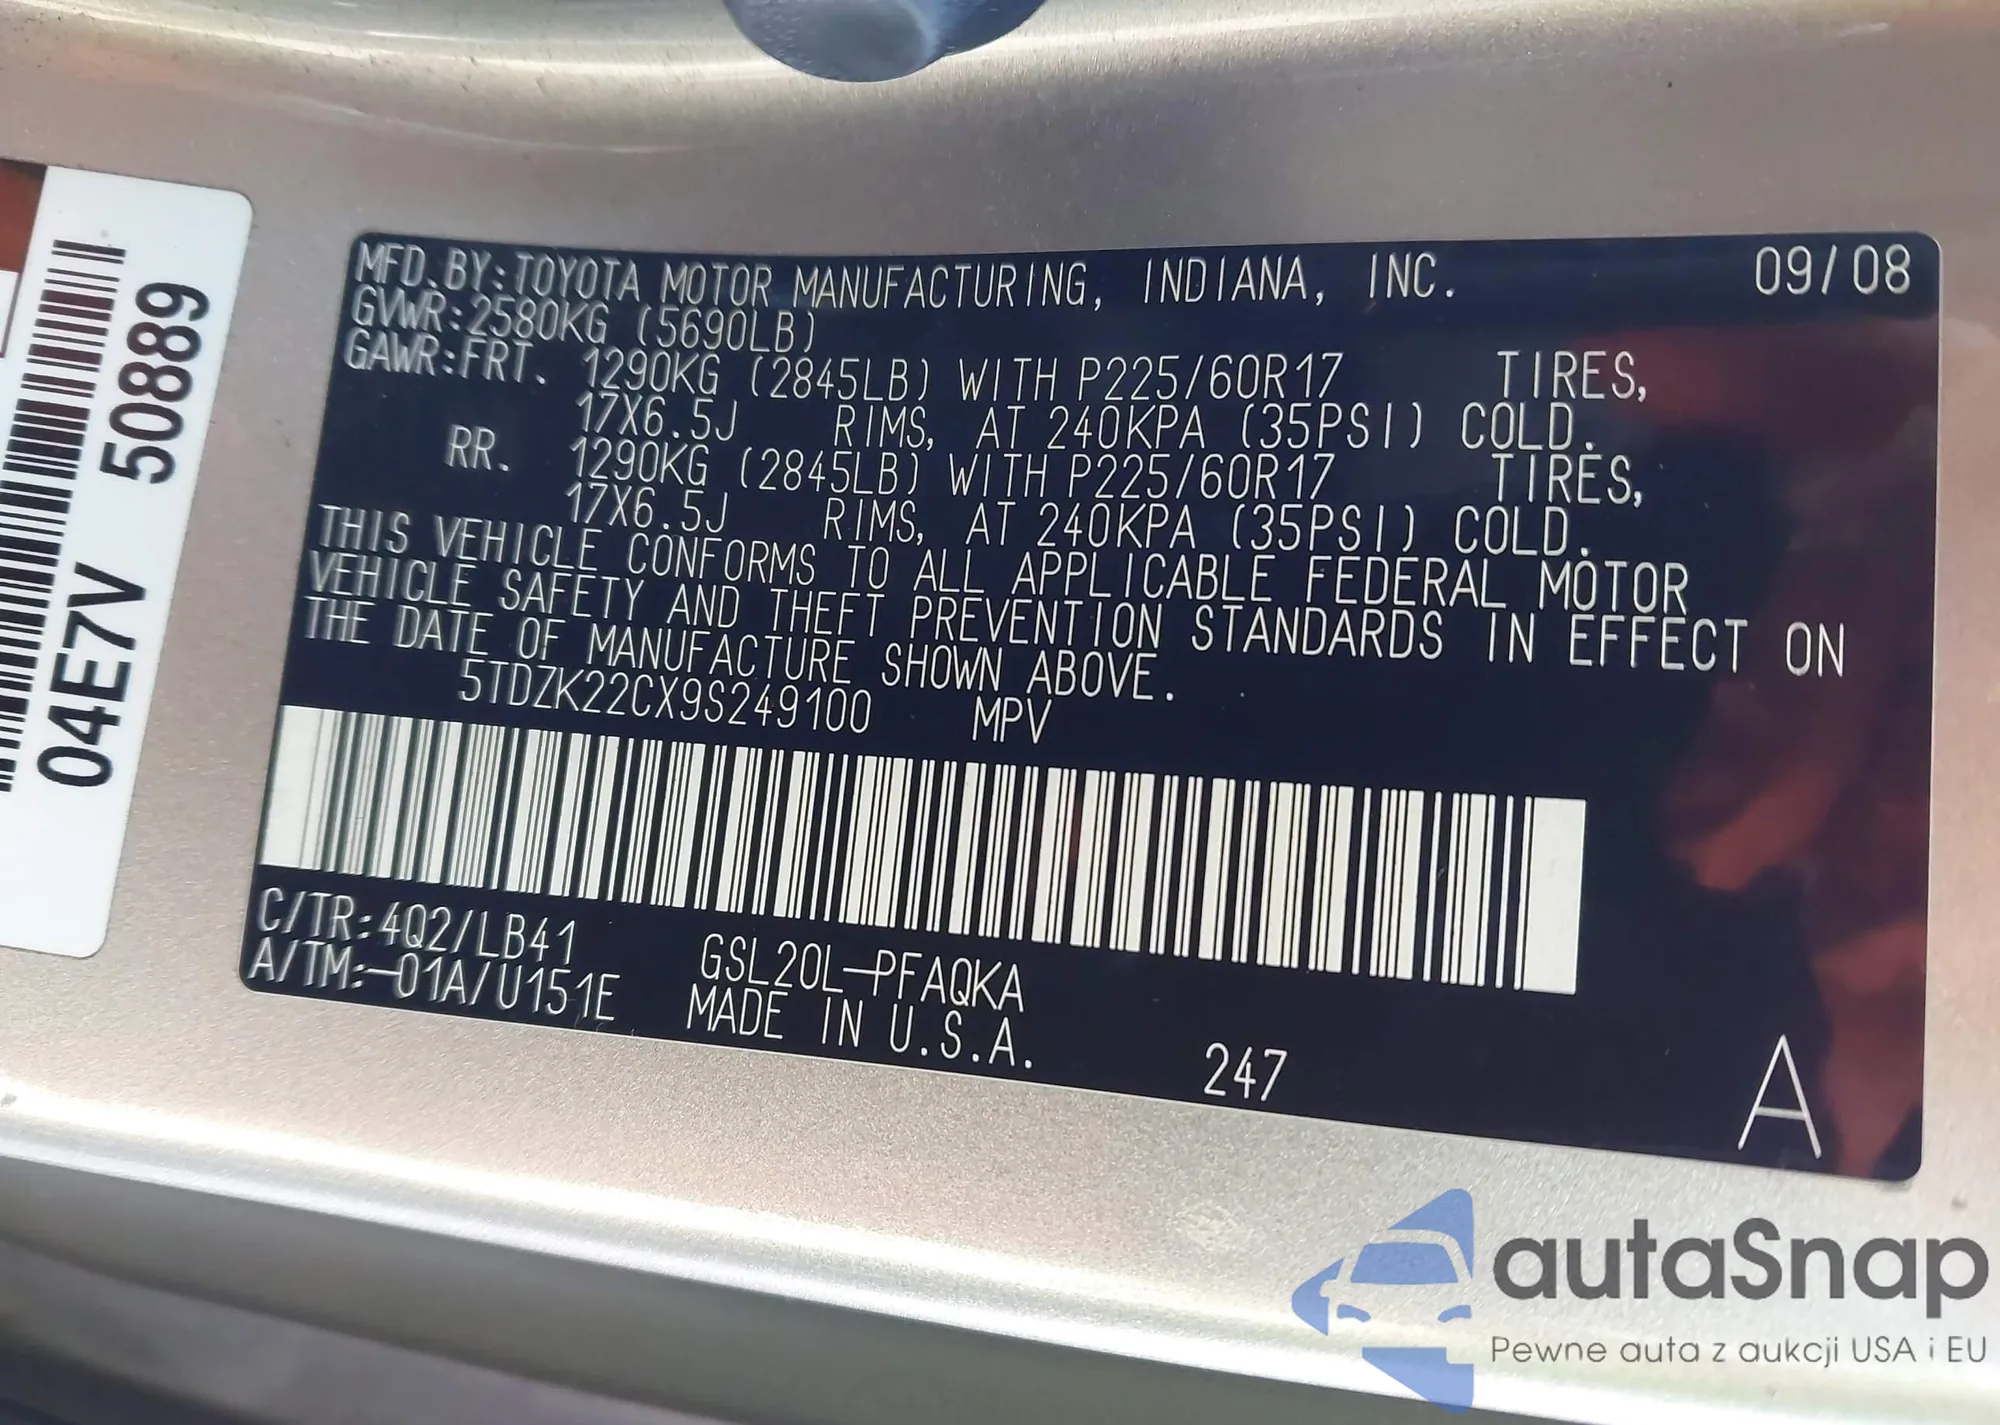 50889
04E7V
MFD.BY:TOYOTA MOTOR MANUFACTURING, INDIANA, INC. 09/08
GVWR:2580KG (5690LB)
GAWR:FRT. 1290KG (2845LB) WITH P225/60R17 TIRES,
17X6.5J RIMS, AT 240KPA (35PSI) COLD.
RR. 1290KG (2845LB) WITH P225/60R17 TIRES,
17X6.5J RIMS, AT 240KPA (35PSI) COLD.
THIS VEHICLE CONFORMS TO ALL APPLICABLE FEDERAL MOTOR
VEHICLE SAFETY AND THEFT PREVENTION STANDARDS IN EFFECT ON
THE DATE OF MANUFACTURE SHOWN ABOVE.
5TDZK22CX9S249100 MPV
C/TR:4Q2/LB41 GSL20L-PFAQKA
A/TM:-01A/U151E MADE IN U.S.A.
247
A
autaSnap
Pewne auta z aukcji USA i EU